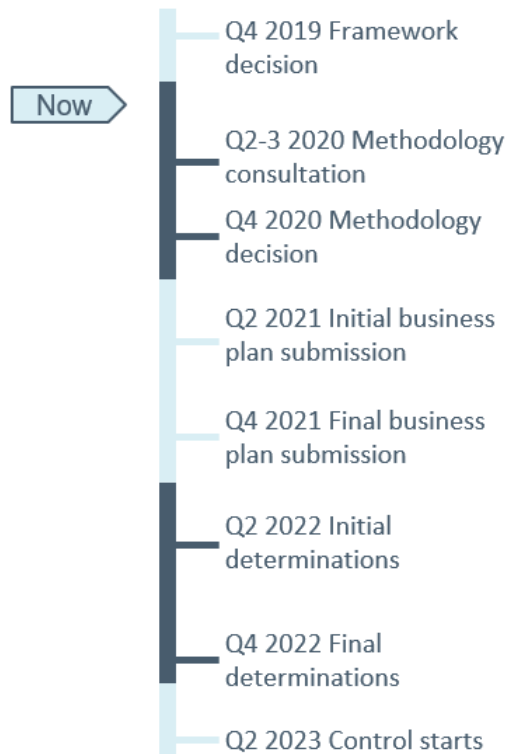 Q4 2019 Framework
decision
Now
Q2-3 2020 Methodology
consultation
Q4 2020 Methodology
decision
Q2 2021 Initial business
plan submission
Q4 2021 Final business
plan submission
Q2 2022 Initial
determinations
Q4 2022 Final
determinations
Q2 2023 Control starts